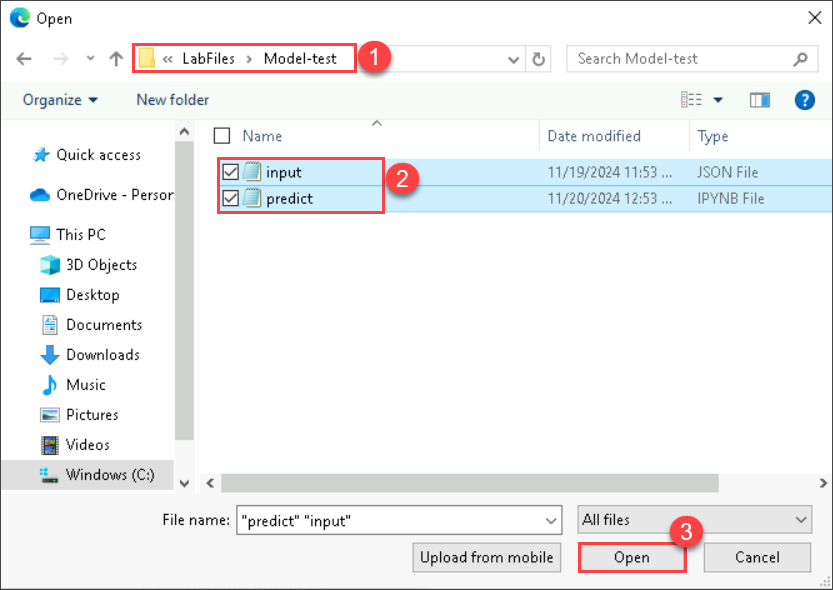 Open
« LabFiles > Model-test
1
Search Model-test
Organize
New folder
?
Name
Date modified
Type
Quick access
input
11/19/2024 11:53 ...
JSON File
2
OneDrive - Person
predict
11/20/2024 12:53 ...
IPYNB File
This PC
3D Objects
Desktop
Documents
Downloads
Music
Pictures
Videos
Windows (C:)
File name:
"predict" "input"
All files
3
Upload from mobile
Open
Cancel